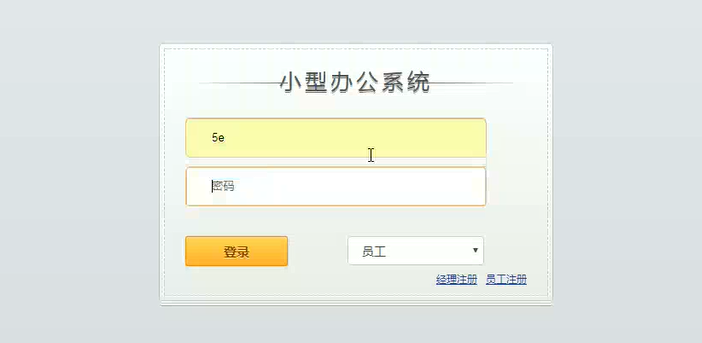 小型办公系统
5e
密码
登录 员工
经理注册 员工注册